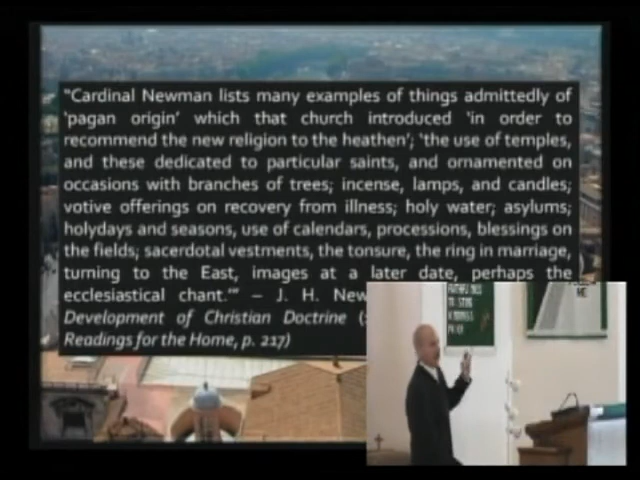 "Cardinal Newman lists many examples of things admittedly of
'pagan origin' which that church introduced 'in order to
recommend the new religion to the heathen'; 'the use of temples,
and these dedicated to particular saints, and ornamented on
occasions with branches of trees; incense, lamps, and candles;
votive offerings on recovery from illness; holy water; asylums;
holydays and seasons, use of calendars, processions, blessings on
the fields; sacerdotal vestments, the tonsure, the ring in marriage,
turning to the East, images at a later date, perhaps the
ecclesiastical chant.'" – J. H. New
Development of Christian Doctrine (
Readings for the Home, p. 217)
HE